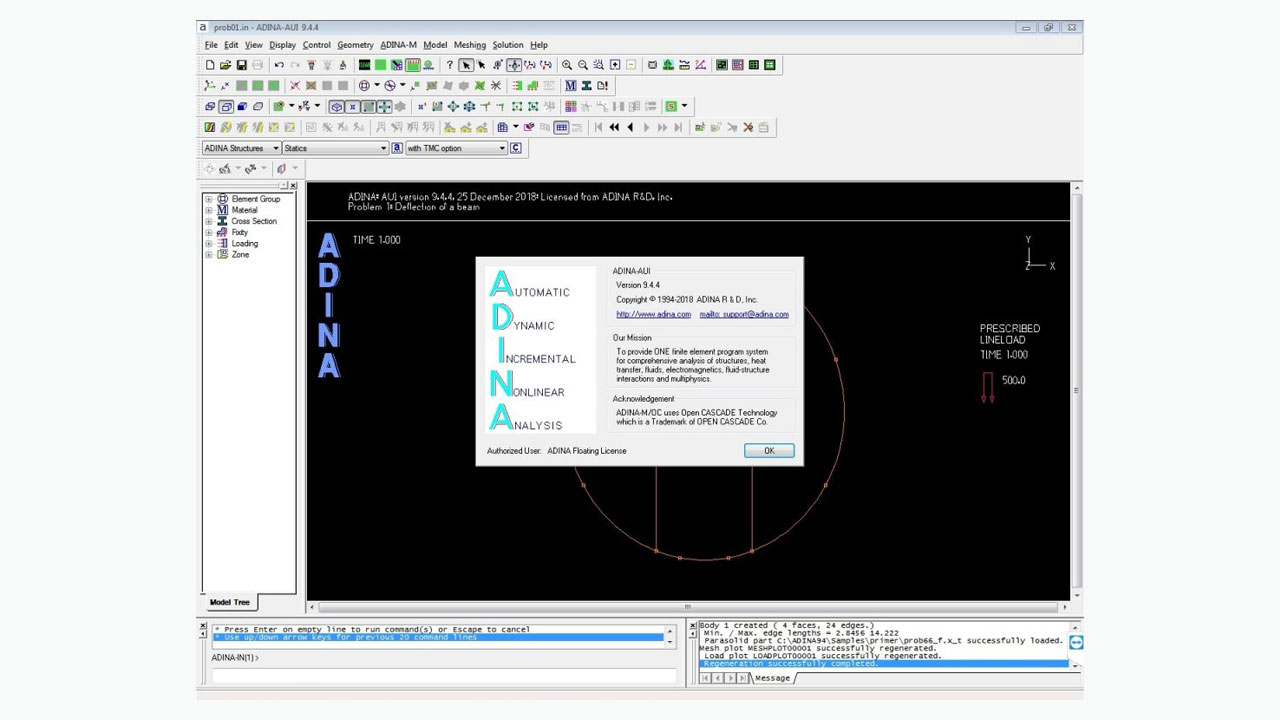 a prob01.in - ADINA-AUI 9.4.4
File Edit View Display Control Geometry ADINA-M Model Meshing Solution Help
ADINA Structures Statics a with TMC option C
Element Group
Material
Cross Section
Fixity
Loading
Zone
Model Tree
ADINA: AUI version 9.4.4, 25 December 2018: Licensed from ADINA R&D, Inc.
Problem 1: Deflection of a beam
ADINA
TIME 1.000
Y
Z X
PRESCRIBED
LINELOAD
TIME 1.000
500.0
AUTOMATIC
DYNAMIC
INCREMENTAL
NONLINEAR
ANALYSIS
ADINA-AUI
Version 9.4.4
Copyright © 1994-2018 ADINA R & D, Inc.
http://www.adina.com mailto: support@adina.com
Our Mission
To provide ONE finite element program system
for comprehensive analysis of structures, heat
transfer, fluids, electromagnetics, fluid-structure
interactions and multiphysics.
Acknowledgement
ADINA-M/OC uses Open CASCADE Technology
which is a Trademark of OPEN CASCADE Co.
Authorized User: ADINA Floating License
OK
* Press Enter on empty line to run command(s) or Escape to cancel
* Use up/down arrow keys for previous 20 command lines
ADINA-IN(1)>
Body 1 created ( 4 faces, 24 edges.)
Min. / Max. edge lengths = 2.8456 14.222
Parasolid part C:\ADINA94\Samples\primer\prob66_f.x_t successfully loaded.
Mesh plot MESHPLOT00001 successfully regenerated.
Load plot LOADPLOT00001 successfully regenerated.
Regeneration successfully completed.
Message